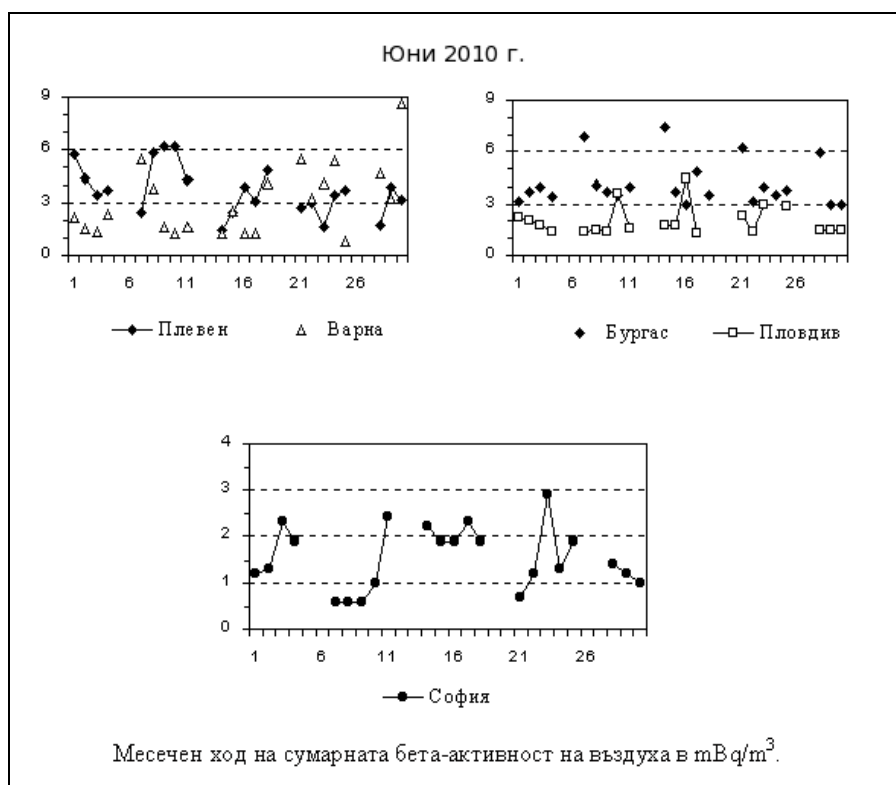 Юни 2010 г.
9
6
3
0
1 6 11 16 21 26
Плевен Варна
9
6
3
0
1 6 11 16 21 26
Бургас Пловдив
4
3
2
1
0
1 6 11 16 21 26
София
Месечен ход на сумарната бета-активност на въздуха в mBq/m³.